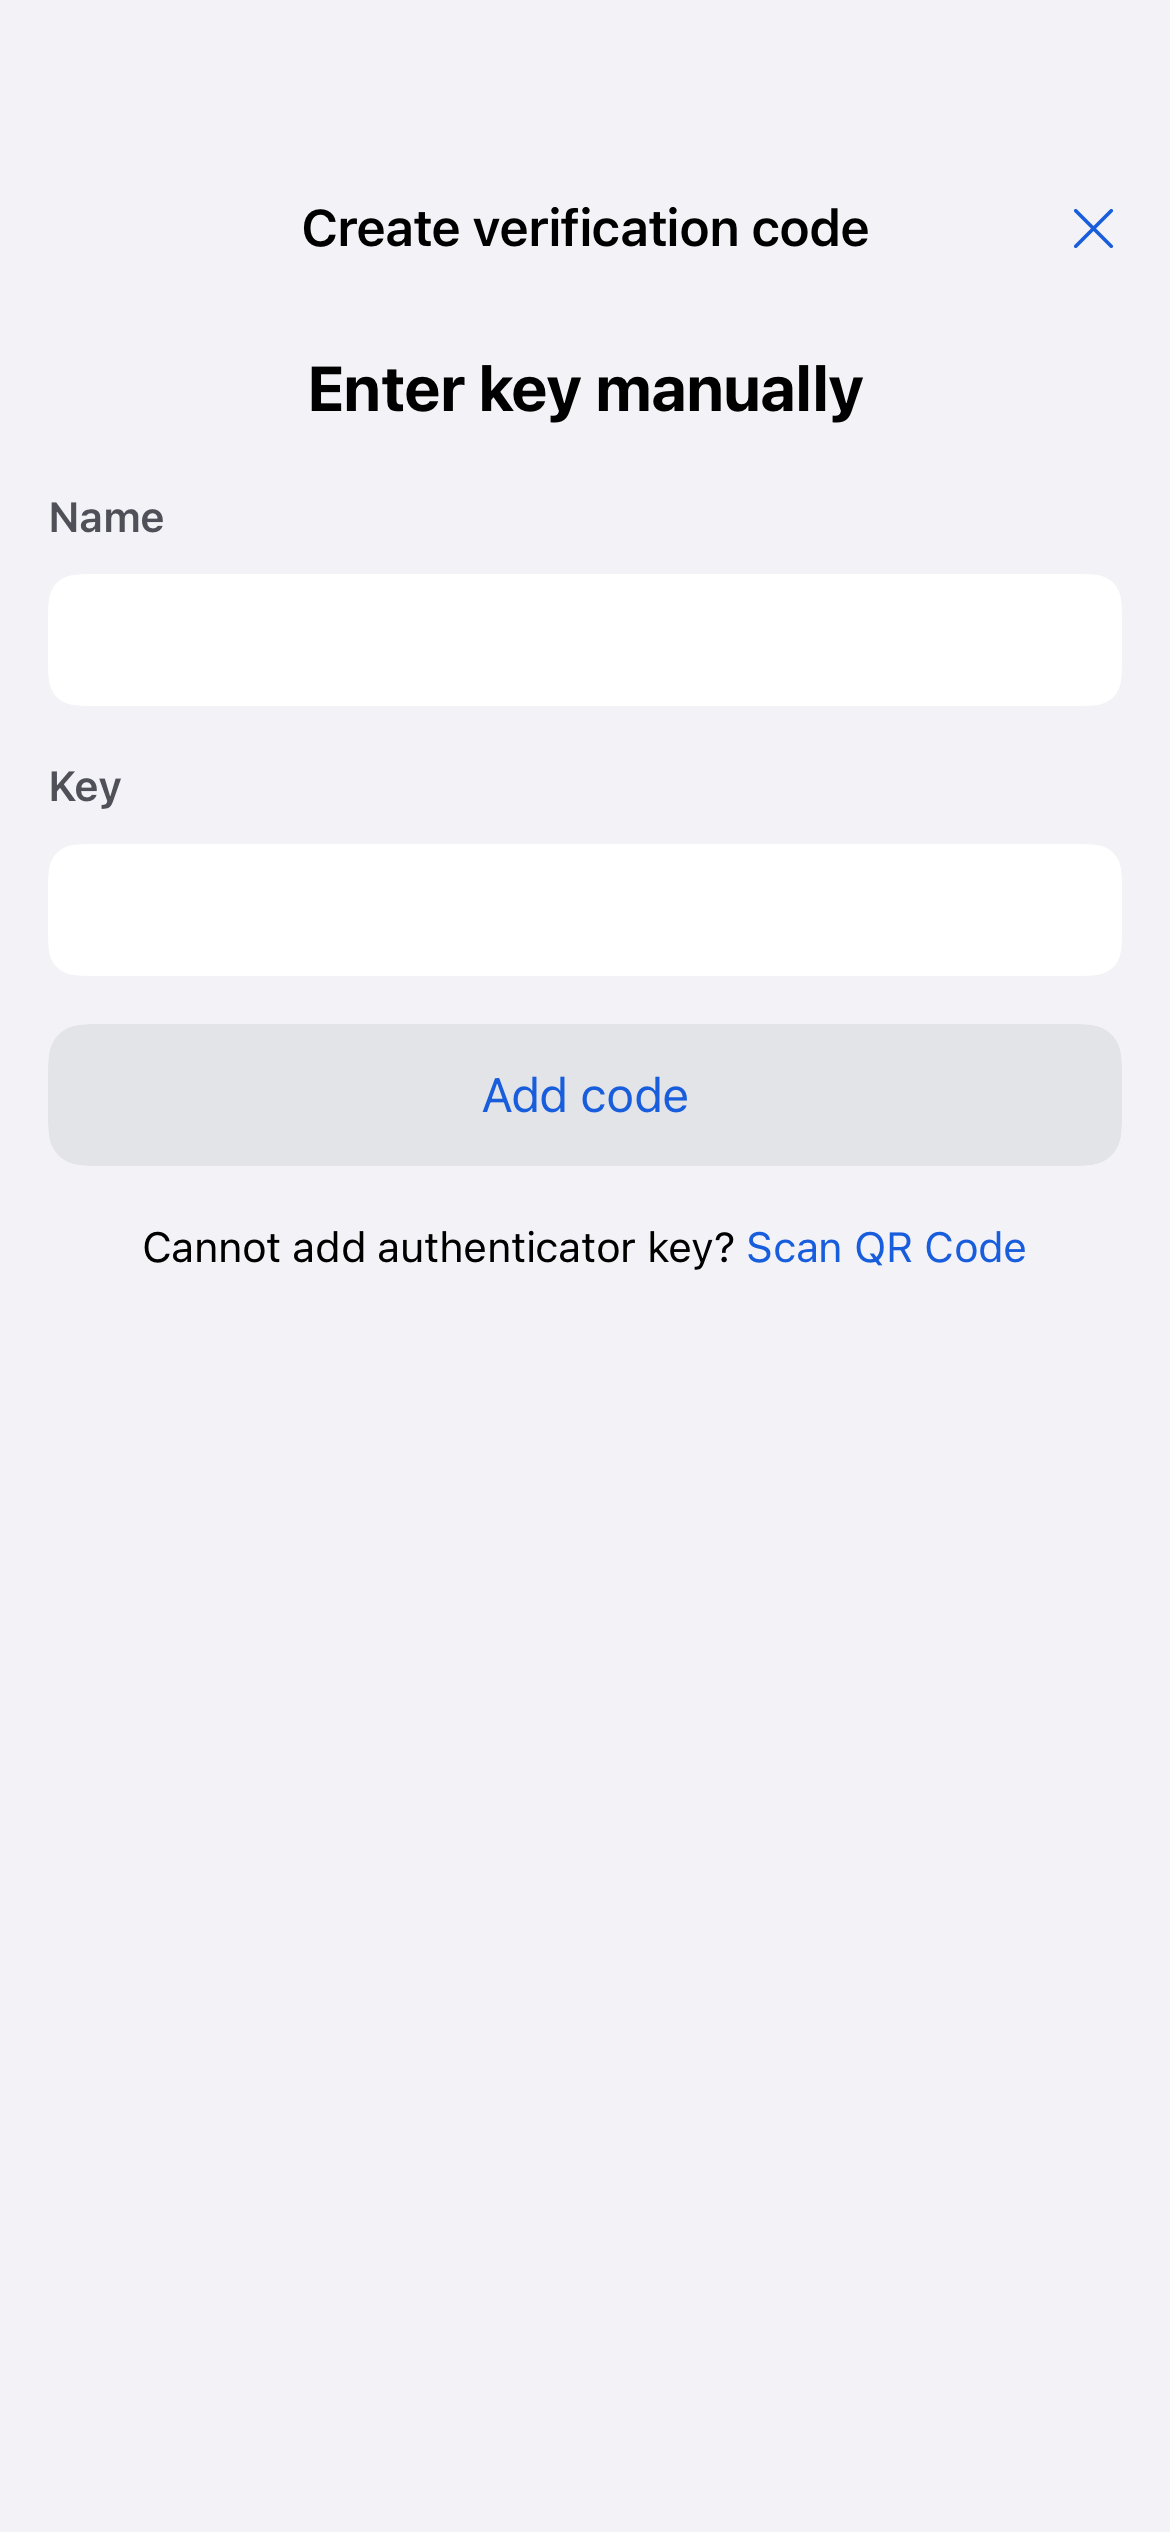 Create verification code
Enter key manually
Name
Key
Add code
Cannot add authenticator key? Scan QR Code